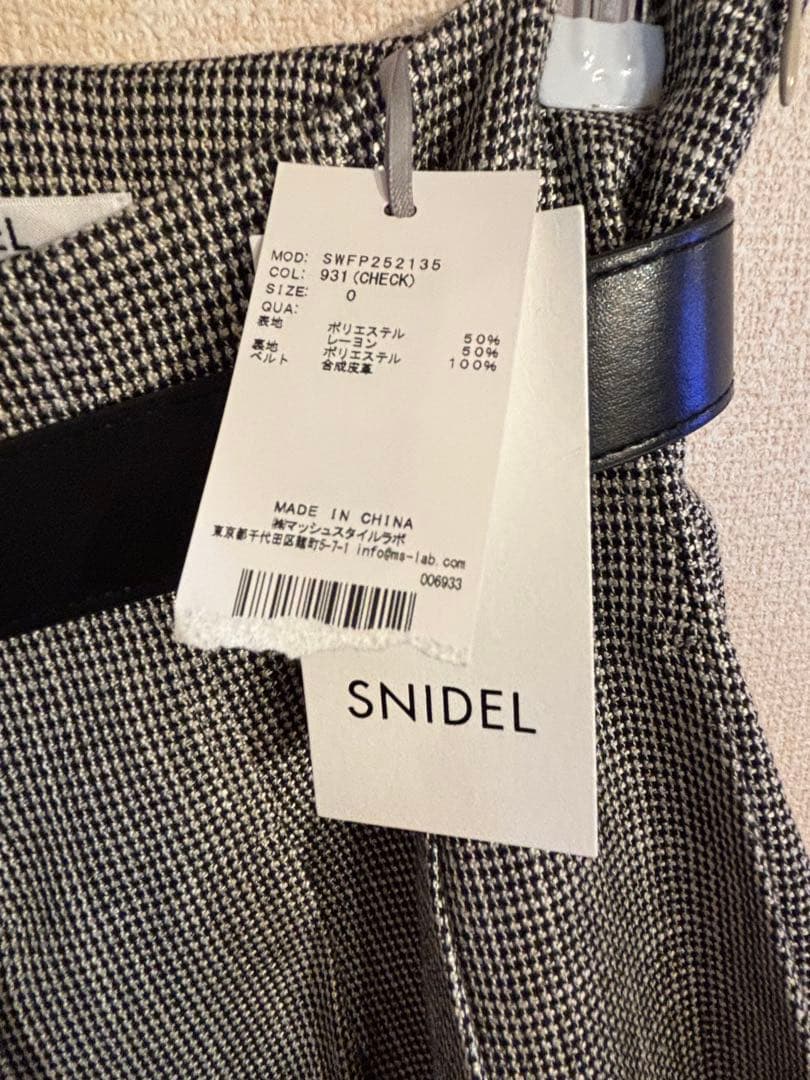 EL
MOD: SWFP252135
COL: 931(CHECK)
SIZE: 0
QUA:
表地 ポリエステル 50%
レーヨン 50%
裏地 ポリエステル 100%
ベルト 合成皮革
MADE IN CHINA
㈱マッシュスタイルラボ
東京都千代田区麹町5-7-1 info@ms-lab.com
006933
SNIDEL